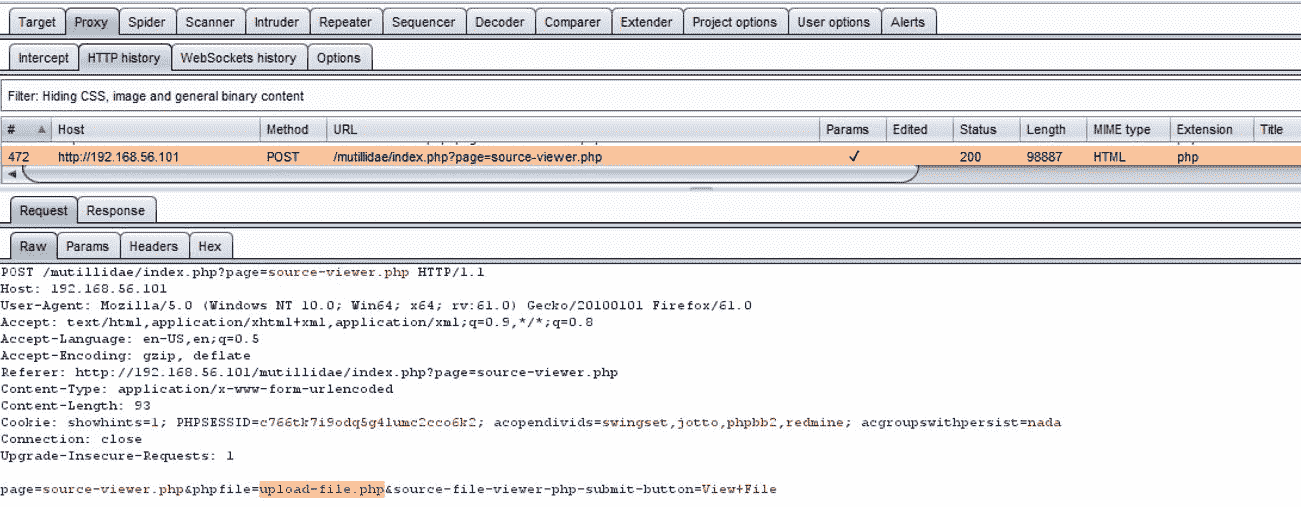 Target Proxy Spider Scanner Intruder Repeater Sequencer Decoder Comparer Extender Project options User options Alerts
Intercept HTTP history WebSockets history Options
Filter: Hiding CSS, image and general binary content
# Host Method URL Params Edited Status Length MIME type Extension Title
472 http://192.168.56.101 POST /mutillidae/index.php?page=source-viewer.php ✓ 200 98887 HTML php
Request Response
Raw Params Headers Hex
POST /mutillidae/index.php?page=source-viewer.php HTTP/1.1
Host: 192.168.56.101
User-Agent: Mozilla/5.0 (Windows NT 10.0; Win64; x64; rv:61.0) Gecko/20100101 Firefox/61.0
Accept: text/html,application/xhtml+xml,application/xml;q=0.9,*/*;q=0.8
Accept-Language: en-US,en;q=0.5
Accept-Encoding: gzip, deflate
Referer: http://192.168.56.101/mutillidae/index.php?page=source-viewer.php
Content-Type: application/x-www-form-urlencoded
Content-Length: 93
Cookie: showhints=1; PHPSESSID=c766tk7i9odq5g4lumc2cco6k2; acopendivids=swingset,jotto,phpbb2,redmine; acgroupswithpersist=nada
Connection: close
Upgrade-Insecure-Requests: 1
page=source-viewer.php&phpfile=upload-file.php&source-file-viewer-php-submit-button=View+File